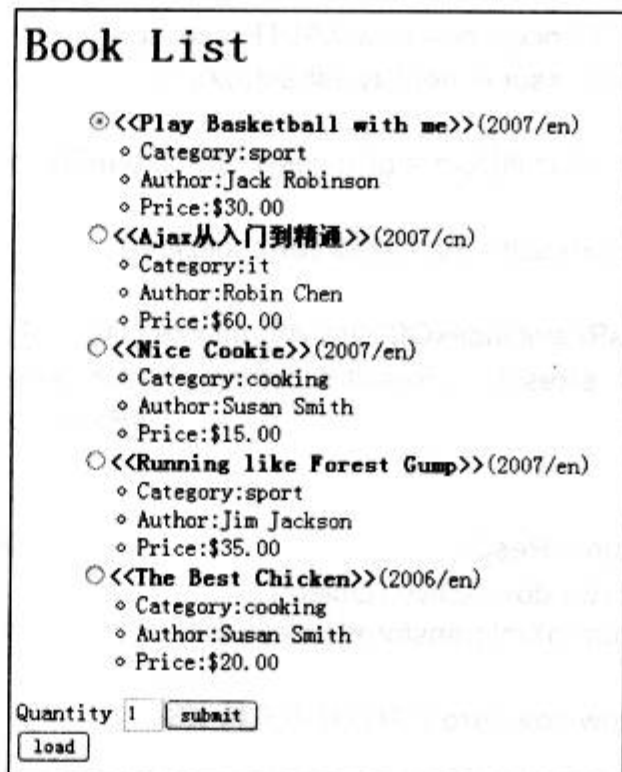 Book List
<<Play Basketball with me>>(2007/en)
Category:sport
Author:Jack Robinson
Price:$30.00
<<Ajax从入门到精通>>(2007/cn)
Category:it
Author:Robin Chen
Price:$60.00
<<Nice Cookie>>(2007/en)
Category:cooking
Author:Susan Smith
Price:$15.00
<<Running like Forest Gump>>(2007/en)
Category:sport
Author:Jim Jackson
Price:$35.00
<<The Best Chicken>>(2006/en)
Category:cooking
Author:Susan Smith
Price:$20.00
Quantity 1 submit
load